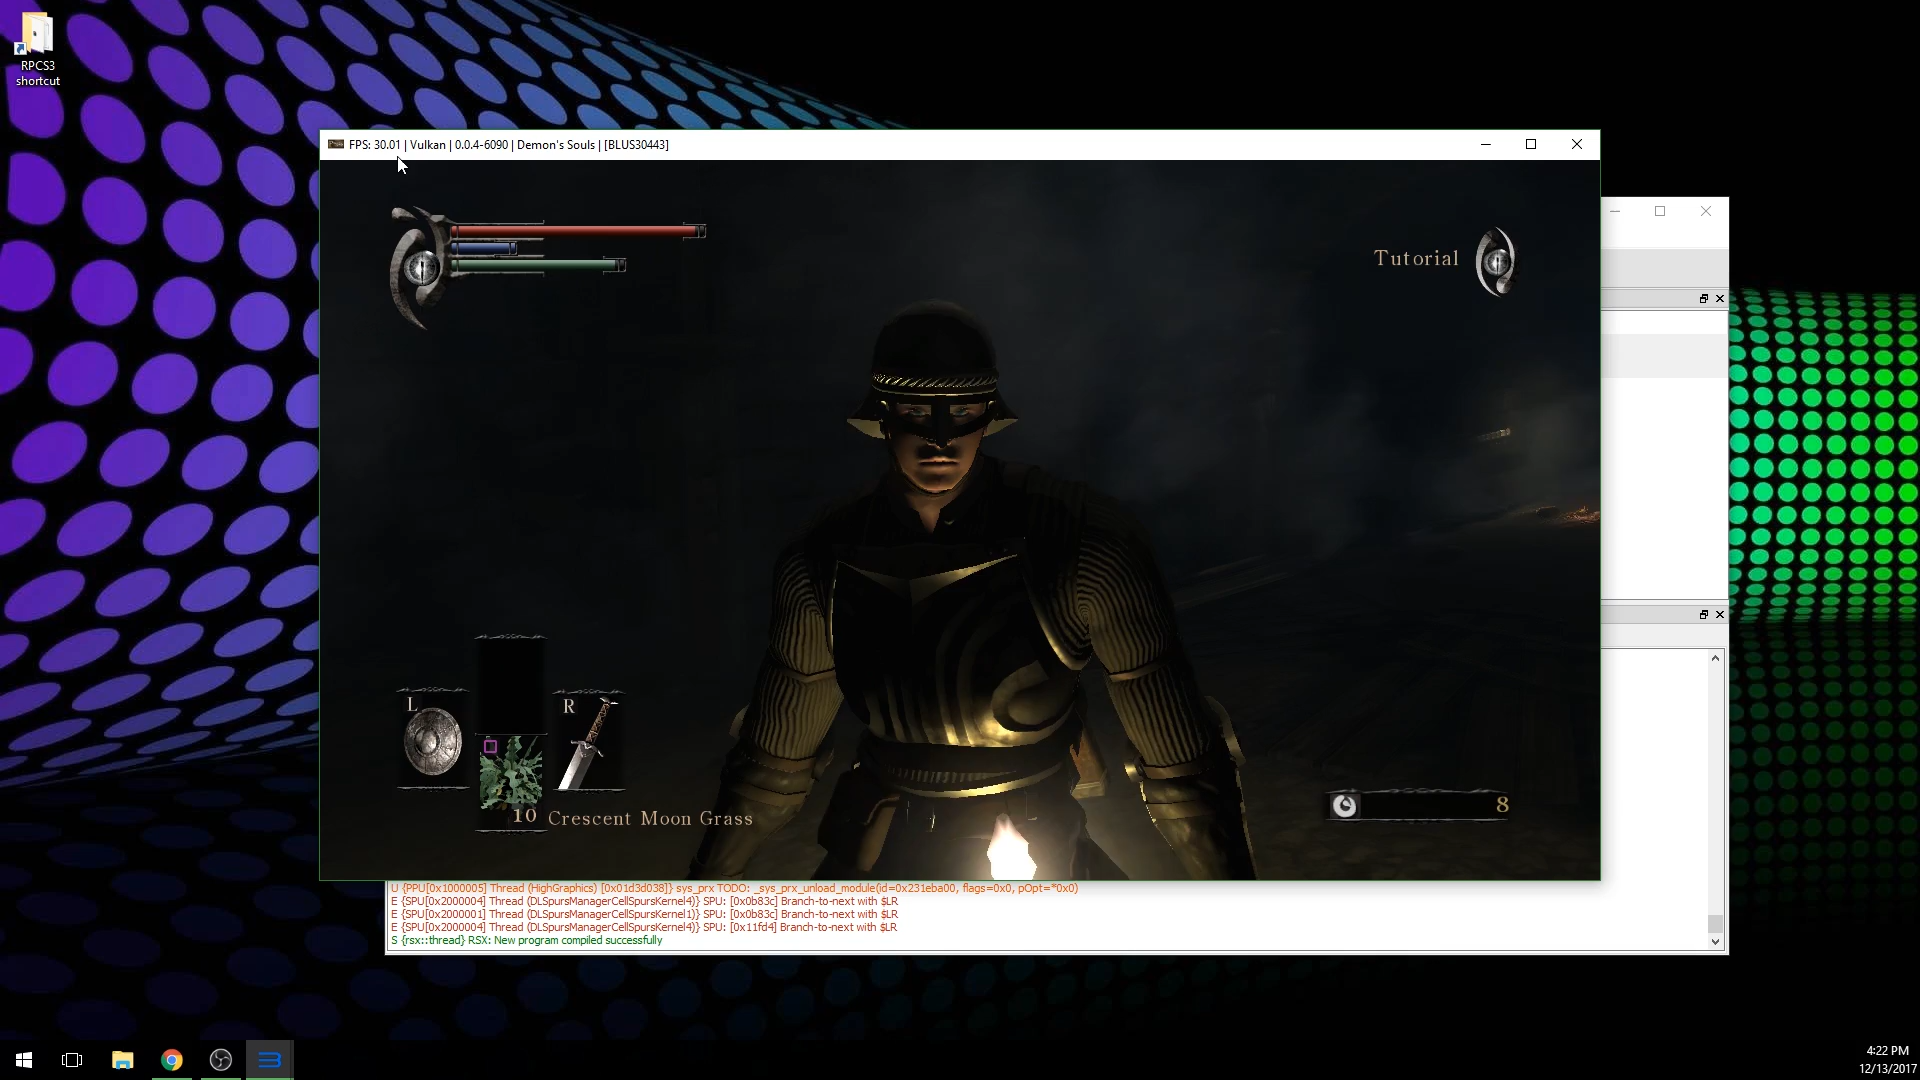 RPCS3
shortcut
FPS: 30.01 | Vulkan | 0.0.4-6090 | Demon's Souls | [BLUS30443]
Tutorial
L
R
10 Crescent Moon Grass
8
U {PPU[0x1000005] Thread (HighGraphics) [0x01d3d038]} sys_prx TODO: _sys_prx_unload_module(id=0x231eba00, flags=0x0, pOpt=*0x0)
E {SPU[0x2000004] Thread (DLSpursManagerCellSpursKernel4)} SPU: [0x0b83c] Branch-to-next with $LR
E {SPU[0x2000001] Thread (DLSpursManagerCellSpursKernel1)} SPU: [0x0b83c] Branch-to-next with $LR
E {SPU[0x2000004] Thread (DLSpursManagerCellSpursKernel4)} SPU: [0x11fd4] Branch-to-next with $LR
S {rsx::thread} RSX: New program compiled successfully
4:22 PM
12/13/2017